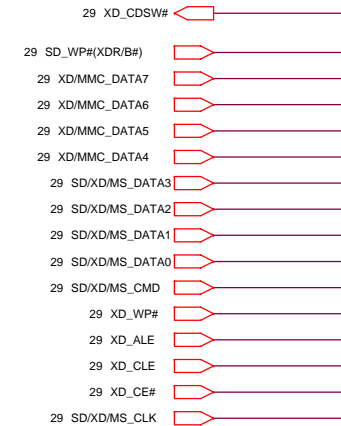 29 XD_CDSW#
29 SD_WP#(XDR/B#)
29 XD/MMC_DATA7
29 XD/MMC_DATA6
29 XD/MMC_DATA5
29 XD/MMC_DATA4
29 SD/XD/MS_DATA3
29 SD/XD/MS_DATA2
29 SD/XD/MS_DATA1
29 SD/XD/MS_DATA0
29 SD/XD/MS_CMD
29 XD_WP#
29 XD_ALE
29 XD_CLE
29 XD_CE#
29 SD/XD/MS_CLK